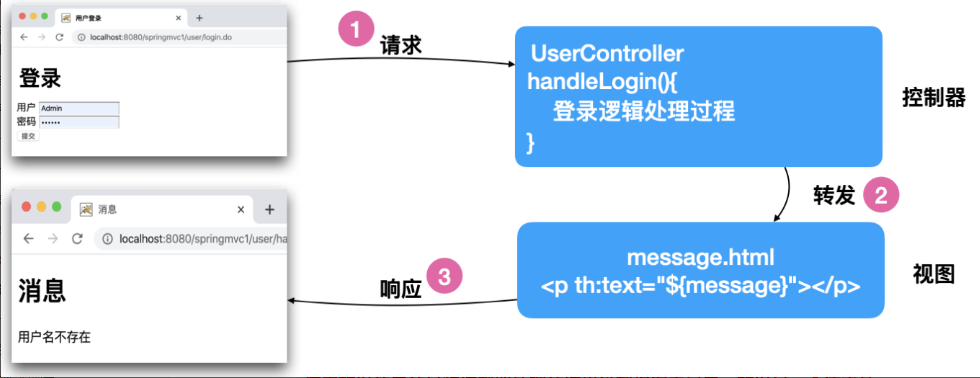 用户登录
localhost:8080/springmvc1/user/login.do
登录
用户 Admin
密码 ••••••
提交
1
请求
UserController
handleLogin(){
登录逻辑处理过程
}
控制器
转发 2
消息
localhost:8080/springmvc1/user/ha
消息
用户名不存在
响应 3
message.html
<p th:text="${message}"></p>
视图